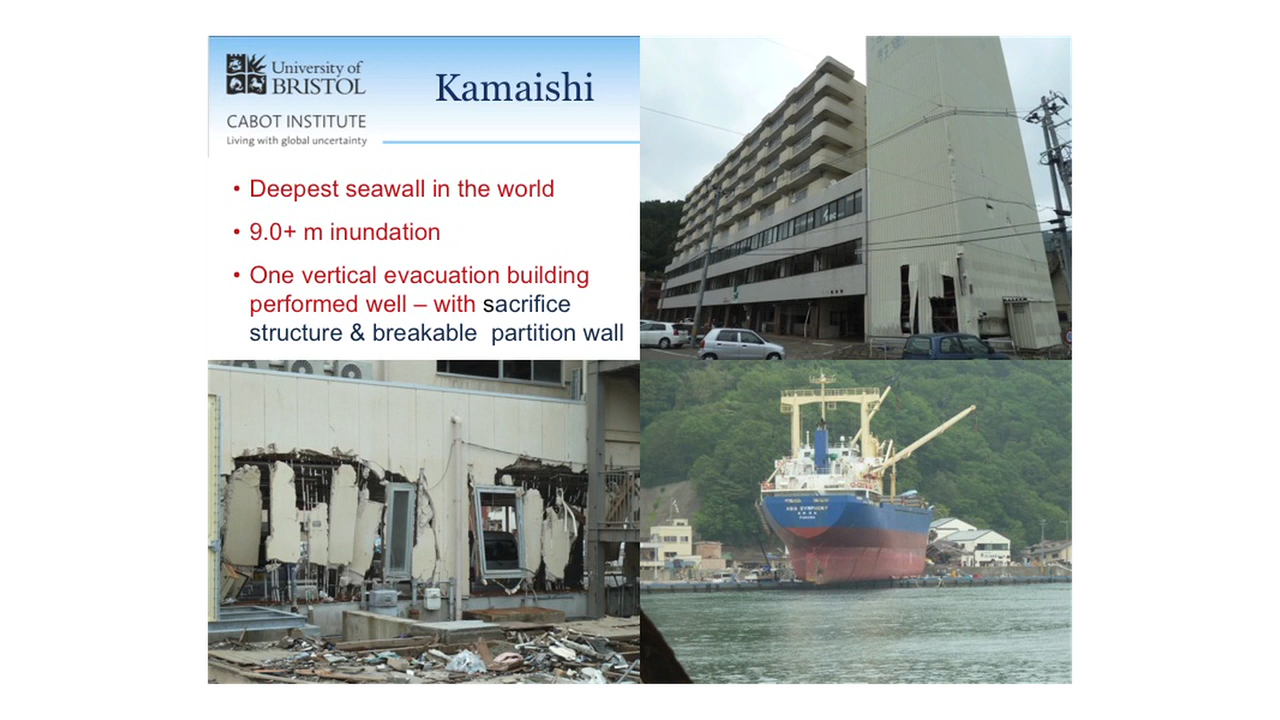 University of
BRISTOL
Kamaishi
CABOT INSTITUTE
Living with global uncertainty
• Deepest seawall in the world
• 9.0+ m inundation
• One vertical evacuation building
performed well – with sacrifice
structure & breakable  partition wall
ASIA SYMPHONY
PANAMA